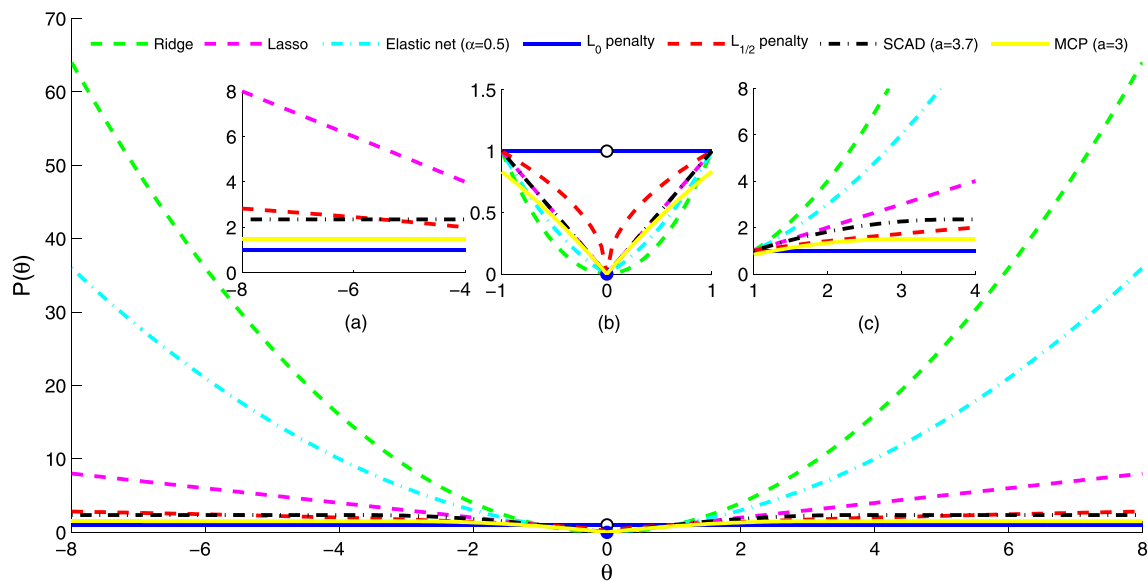 70
Ridge Lasso Elastic net (α=0.5) L0 penalty L1/2 penalty SCAD (a=3.7) MCP (a=3)
60
50
40
30
20
10
0
P(θ)
8
6
4
2
0
−8 −6 −4
(a)
1.5
1
0.5
0
−1 0 1
(b)
8
6
4
2
0
1 2 3 4
(c)
−8 −6 −4 −2 0 2 4 6 8
θ